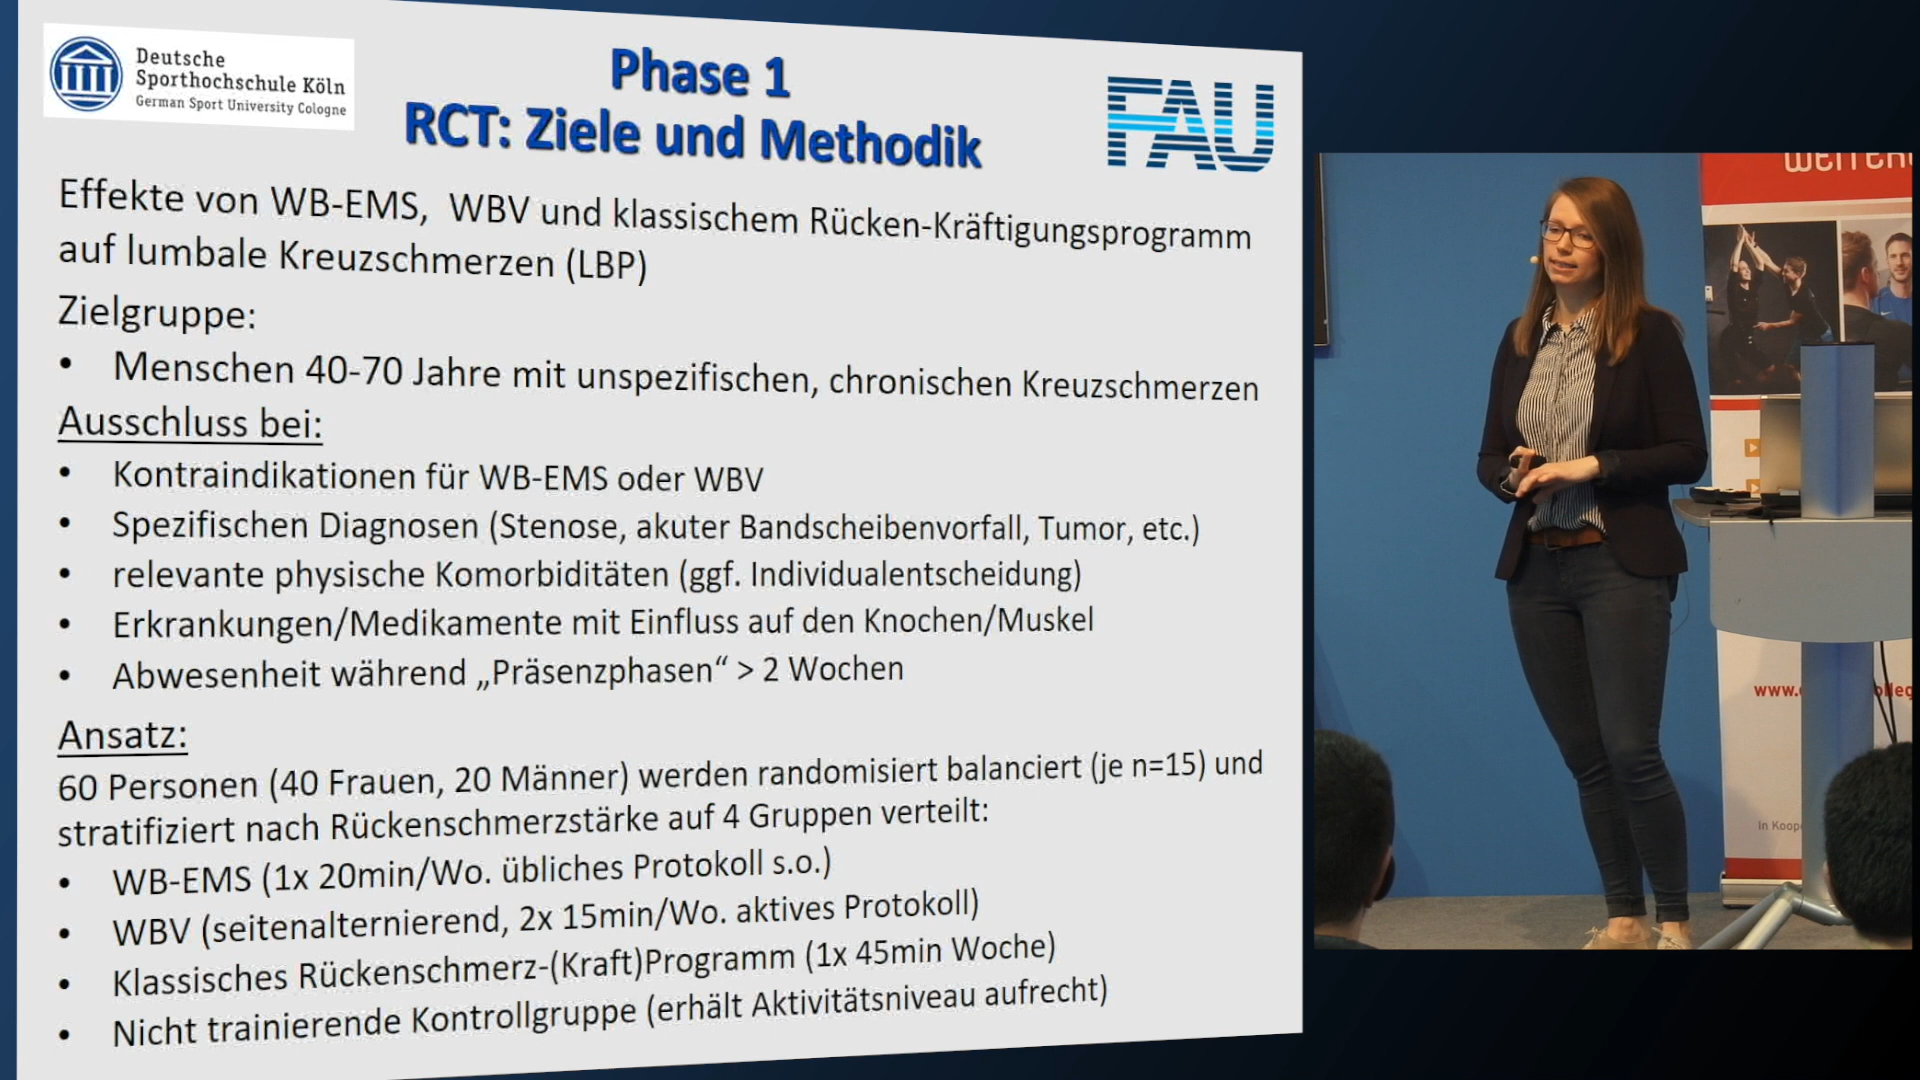 Deutsche
Sporthochschule Köln
German Sport University Cologne
Phase 1
RCT: Ziele und Methodik
FAU
Effekte von WB-EMS, WBV und klassischem Rücken-Kräftigungsprogramm
auf lumbale Kreuzschmerzen (LBP)
Zielgruppe:
• Menschen 40-70 Jahre mit unspezifischen, chronischen Kreuzschmerzen
Ausschluss bei:
• Kontraindikationen für WB-EMS oder WBV
• Spezifischen Diagnosen (Stenose, akuter Bandscheibenvorfall, Tumor, etc.)
• relevante physische Komorbiditäten (ggf. Individualentscheidung)
• Erkrankungen/Medikamente mit Einfluss auf den Knochen/Muskel
• Abwesenheit während „Präsenzphasen“ > 2 Wochen
Ansatz:
60 Personen (40 Frauen, 20 Männer) werden randomisiert balanciert (je n=15) und
stratifiziert nach Rückenschmerzstärke auf 4 Gruppen verteilt:
• WB-EMS (1x 20min/Wo. übliches Protokoll s.o.)
• WBV (seitenalternierend, 2x 15min/Wo. aktives Protokoll)
• Klassisches Rückenschmerz-(Kraft)Programm (1x 45min Woche)
• Nicht trainierende Kontrollgruppe (erhält Aktivitätsniveau aufrecht)
www.
In Koop